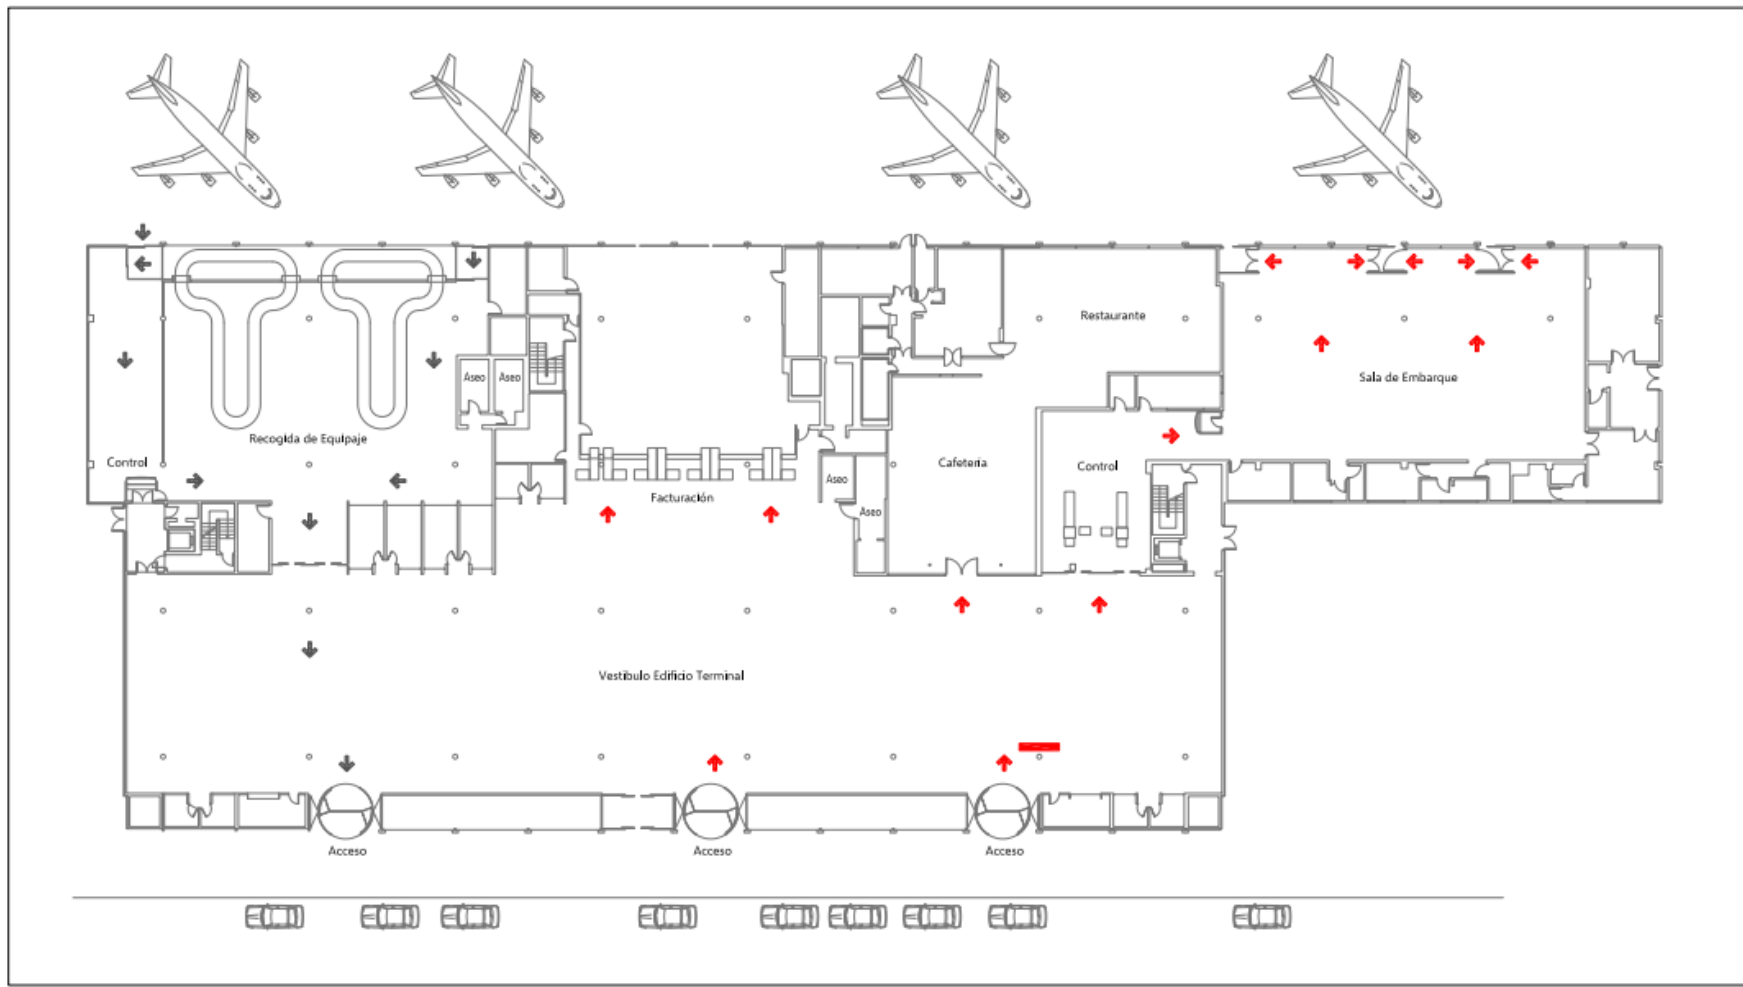 Restaurante
Aseo
Aseo
Sala de Embarque
Recogida de Equipaje
Control
Cafetería
Control
Aseo
Facturación
Aseo
Vestíbulo Edificio Terminal
Acceso
Acceso
Acceso